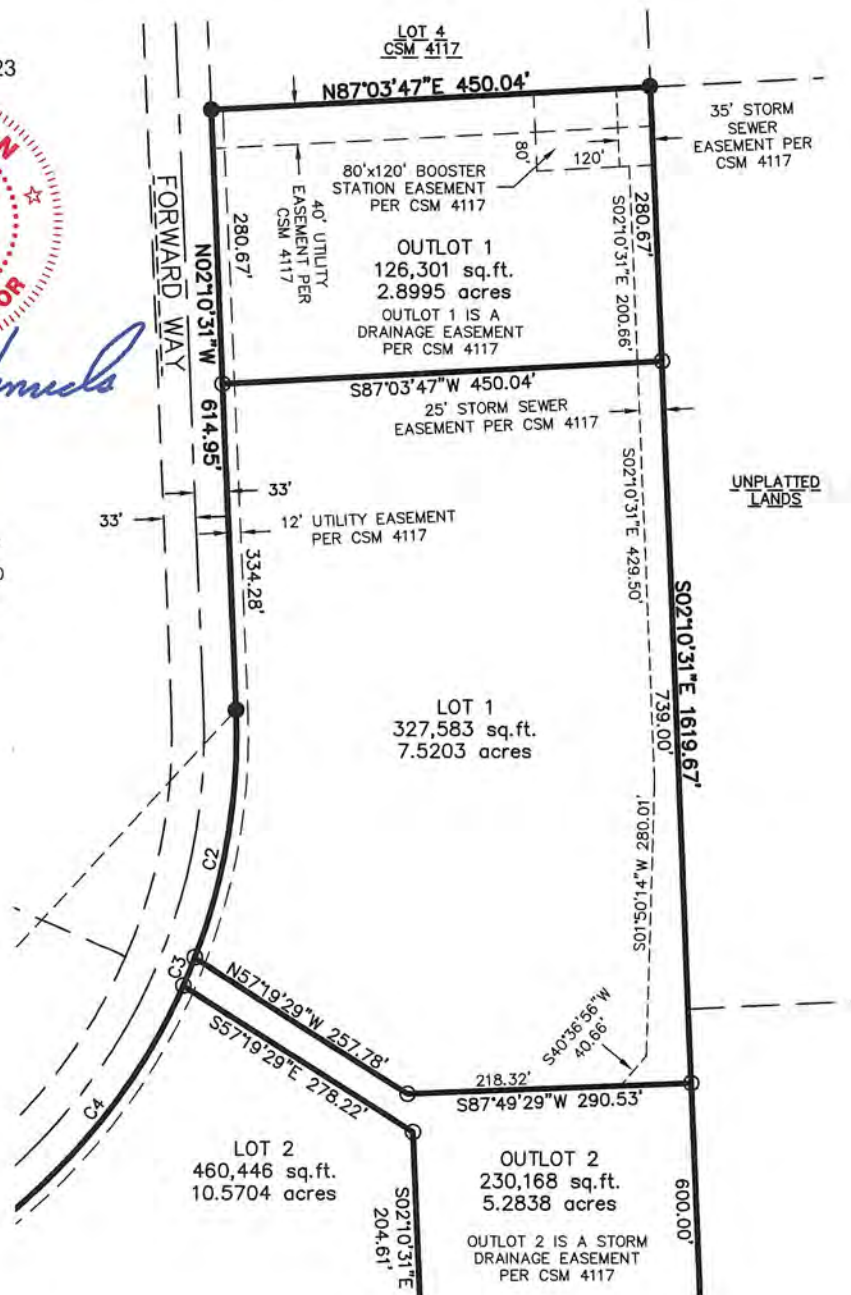 LOT 4
CSM 4117
23
N87°03'47"E 450.04'
35' STORM
SEWER
EASEMENT PER
CSM 4117
80'
120'
80'x120' BOOSTER
STATION EASEMENT
PER CSM 4117
40' UTILITY
EASEMENT PER
CSM 4117
FORWARD WAY
N02°10'31"W 614.95'
280.67'
280.67'
S02°10'31"E 200.66'
OUTLOT 1
126,301 sq.ft.
2.8995 acres
OUTLOT 1 IS A
DRAINAGE EASEMENT
PER CSM 4117
N
OR
S87°03'47"W 450.04'
25' STORM SEWER
EASEMENT PER CSM 4117
UNPLATTED
LANDS
33'
33'
12' UTILITY EASEMENT
PER CSM 4117
334.28'
S02°10'31"E 429.50'
S02°10'31"E 1619.67'
739.00'
LOT 1
327,583 sq.ft.
7.5203 acres
S01°50'14"W 280.01'
C2
C3
C4
N57°19'29"W 257.78'
S57°19'29"E 278.22'
S40°36'56"W
40.66'
218.32'
S87°49'29"W 290.53'
LOT 2
460,446 sq.ft.
10.5704 acres
S02°10'31"E
204.61'
OUTLOT 2
230,168 sq.ft.
5.2838 acres
OUTLOT 2 IS A STORM
DRAINAGE EASEMENT
PER CSM 4117
600.00'